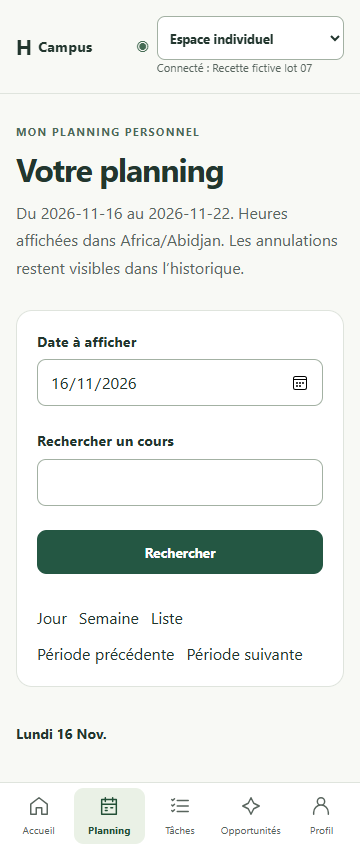 H Campus
Espace individuel
Connecté : Recette fictive lot 07
MON PLANNING PERSONNEL
Votre planning
Du 2026-11-16 au 2026-11-22. Heures
affichées dans Africa/Abidjan. Les annulations
restent visibles dans l'historique.
Date à afficher
16/11/2026
Rechercher un cours
Rechercher
Jour Semaine Liste
Période précédente Période suivante
Lundi 16 Nov.
Accueil Planning Tâches Opportunités Profil